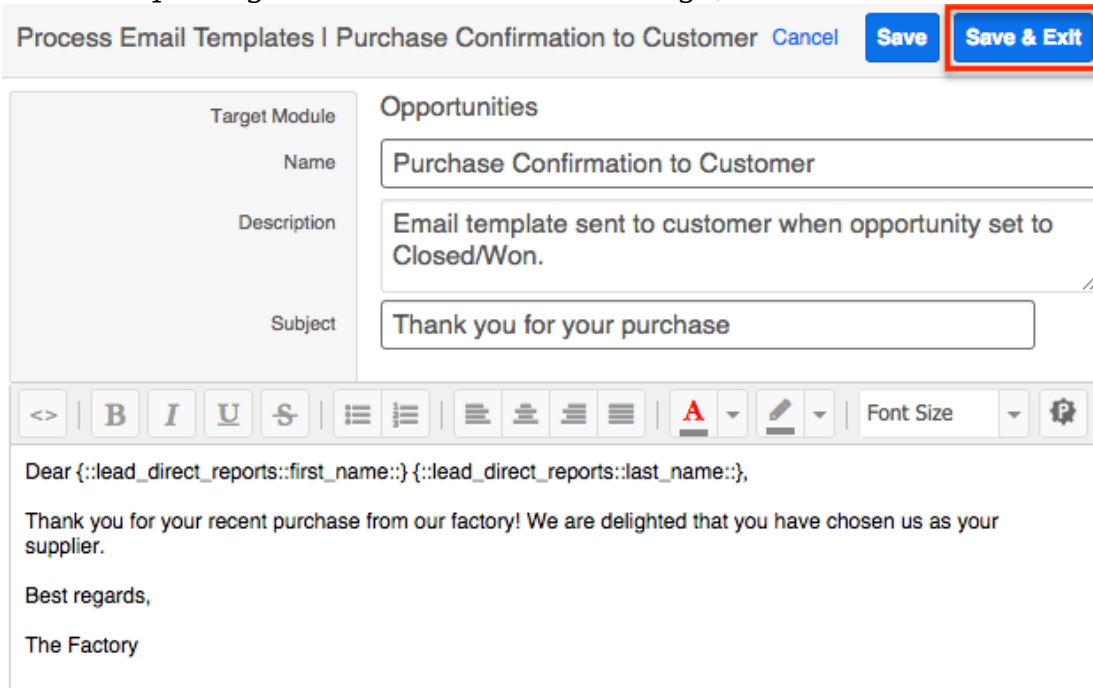 Process Email Templates | Purchase Confirmation to Customer Cancel Save Save & Exit
Target Module Opportunities
Name Purchase Confirmation to Customer
Description Email template sent to customer when opportunity set to
Closed/Won.
Subject Thank you for your purchase
<> B I U S A Font Size
Dear {::lead_direct_reports::first_name::} {::lead_direct_reports::last_name::},
Thank you for your recent purchase from our factory! We are delighted that you have chosen us as your
supplier.
Best regards,
The Factory